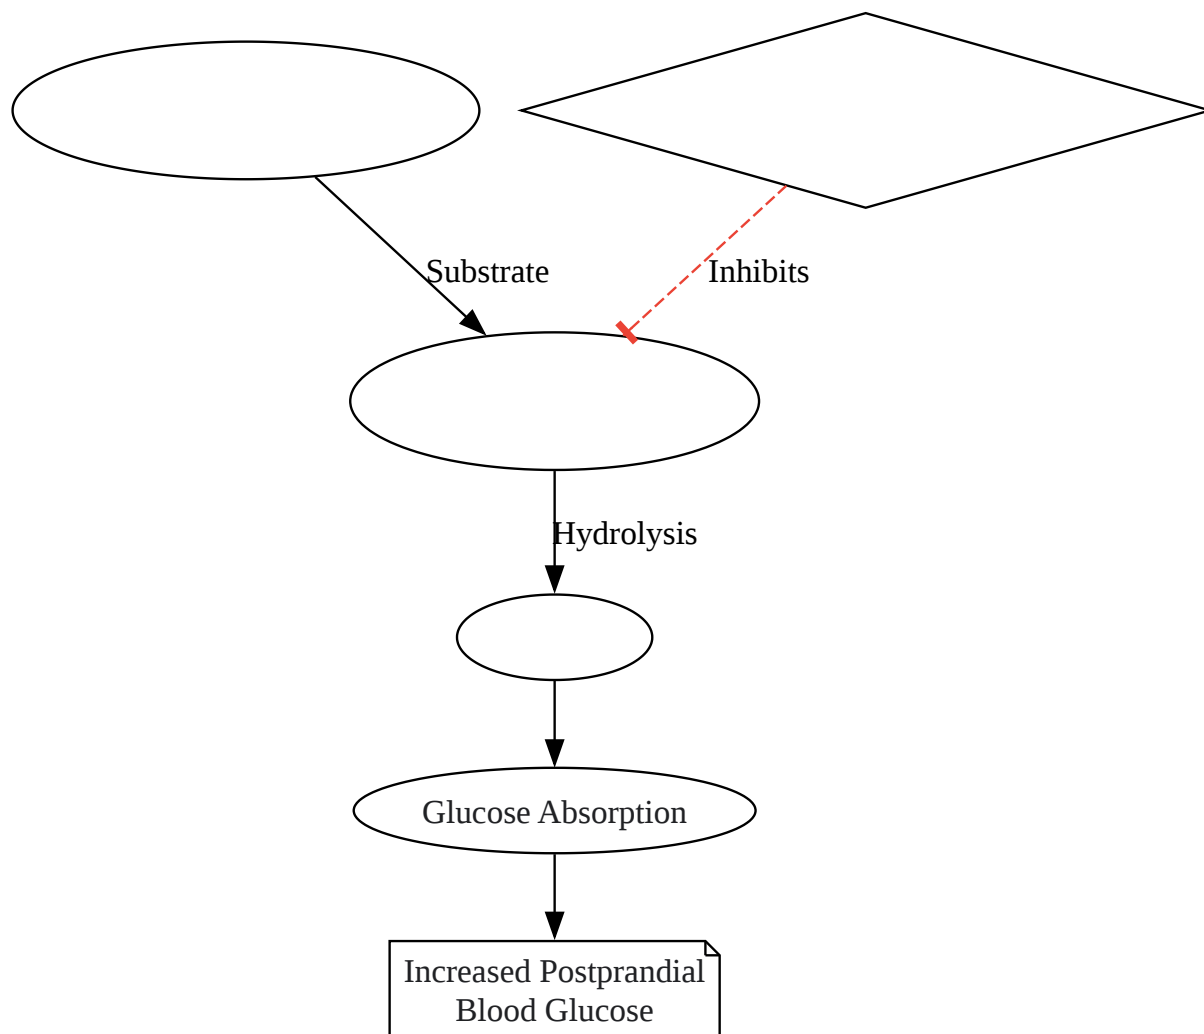 Substrate
Inhibits
Hydrolysis
Glucose Absorption
Increased Postprandial
Blood Glucose